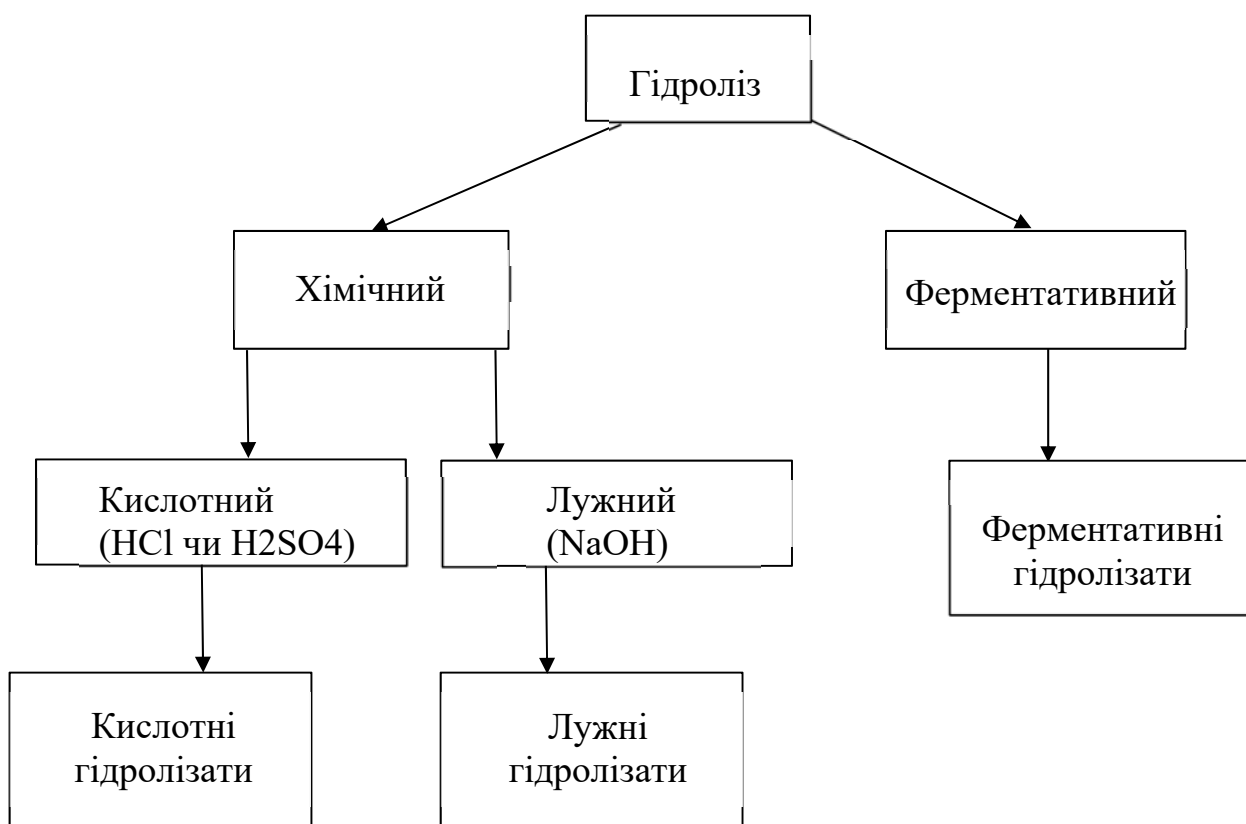 Гідроліз
Хімічний
Ферментативний
Кислотний
(HCl чи H2SO4)
Лужний
(NaOH)
Ферментативні
гідролізати
Кислотні
гідролізати
Лужні
гідролізати